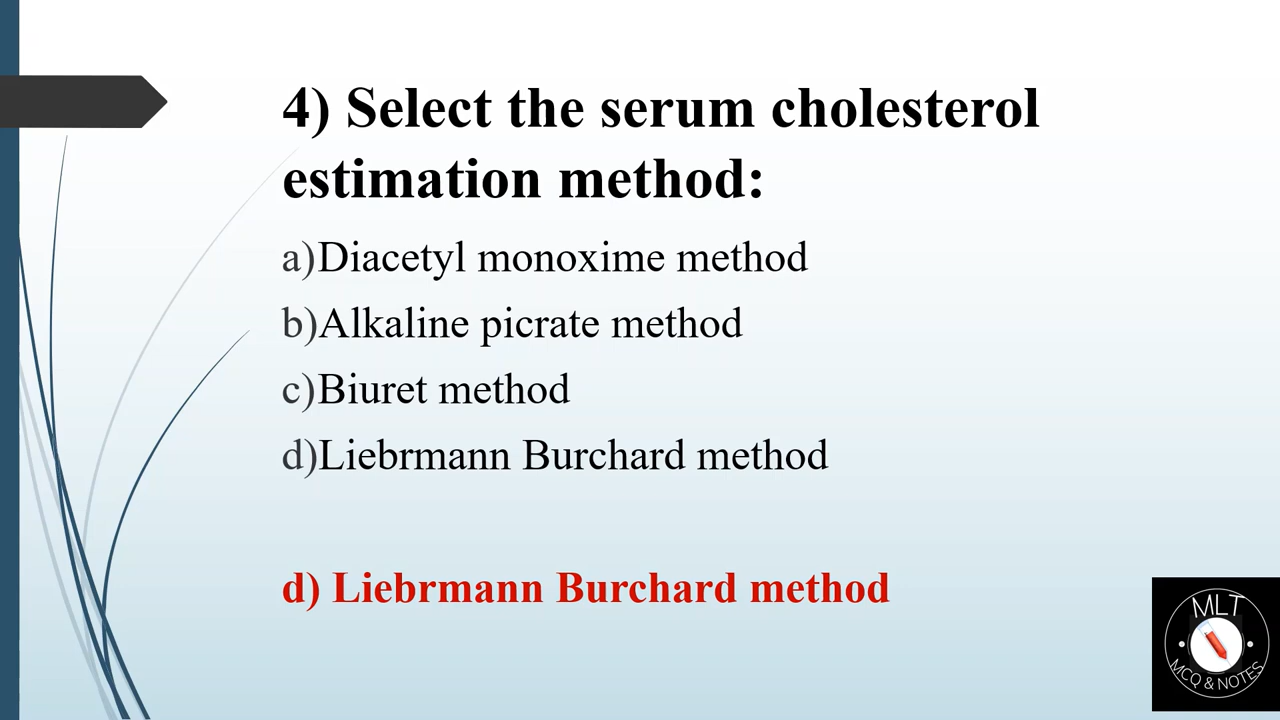 4) Select the serum cholesterol
estimation method:
a)Diacetyl monoxime method
b)Alkaline picrate method
c)Biuret method
d)Liebrmann Burchard method
d) Liebrmann Burchard method
MLT
MCQ & NOTES